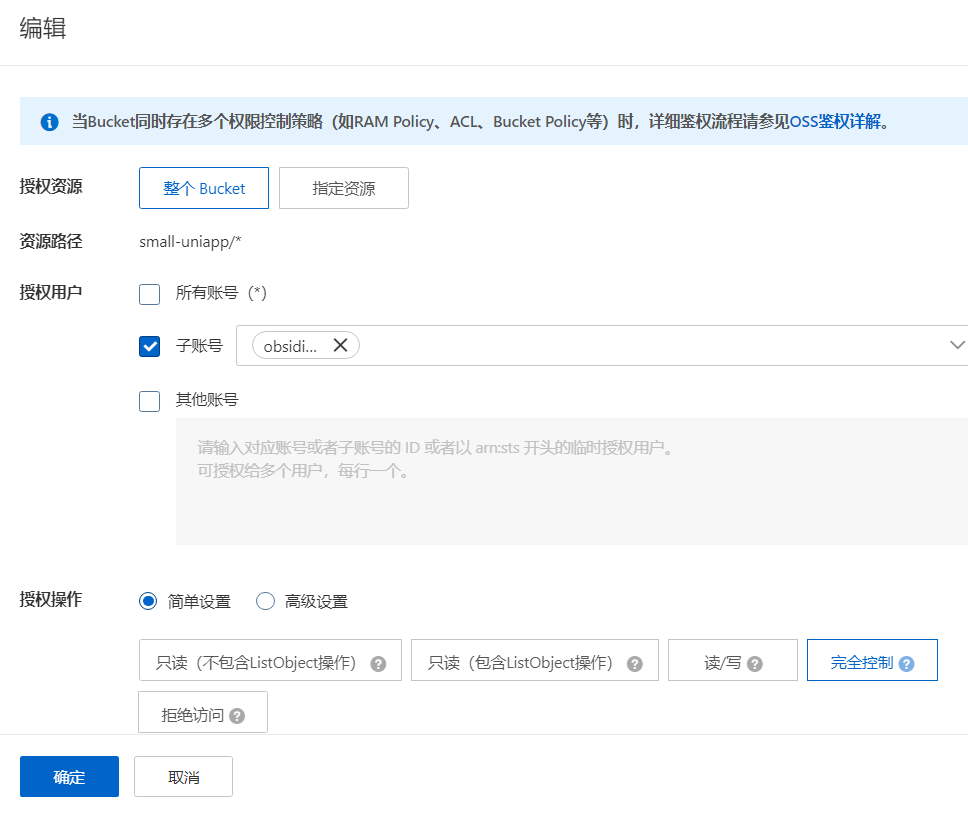 编辑
当Bucket同时存在多个权限控制策略（如RAM Policy、ACL、Bucket Policy等）时，详细鉴权流程请参见OSS鉴权详解。
授权资源 整个 Bucket 指定资源
资源路径 small-uniapp/*
授权用户 所有账号 (*)
子账号 obsidi...
其他账号
请输入对应账号或者子账号的 ID 或者以 arn:sts 开头的临时授权用户。
可授权给多个用户，每行一个。
授权操作 简单设置 高级设置
只读（不包含ListObject操作） 只读（包含ListObject操作） 读/写 完全控制
拒绝访问
确定 取消